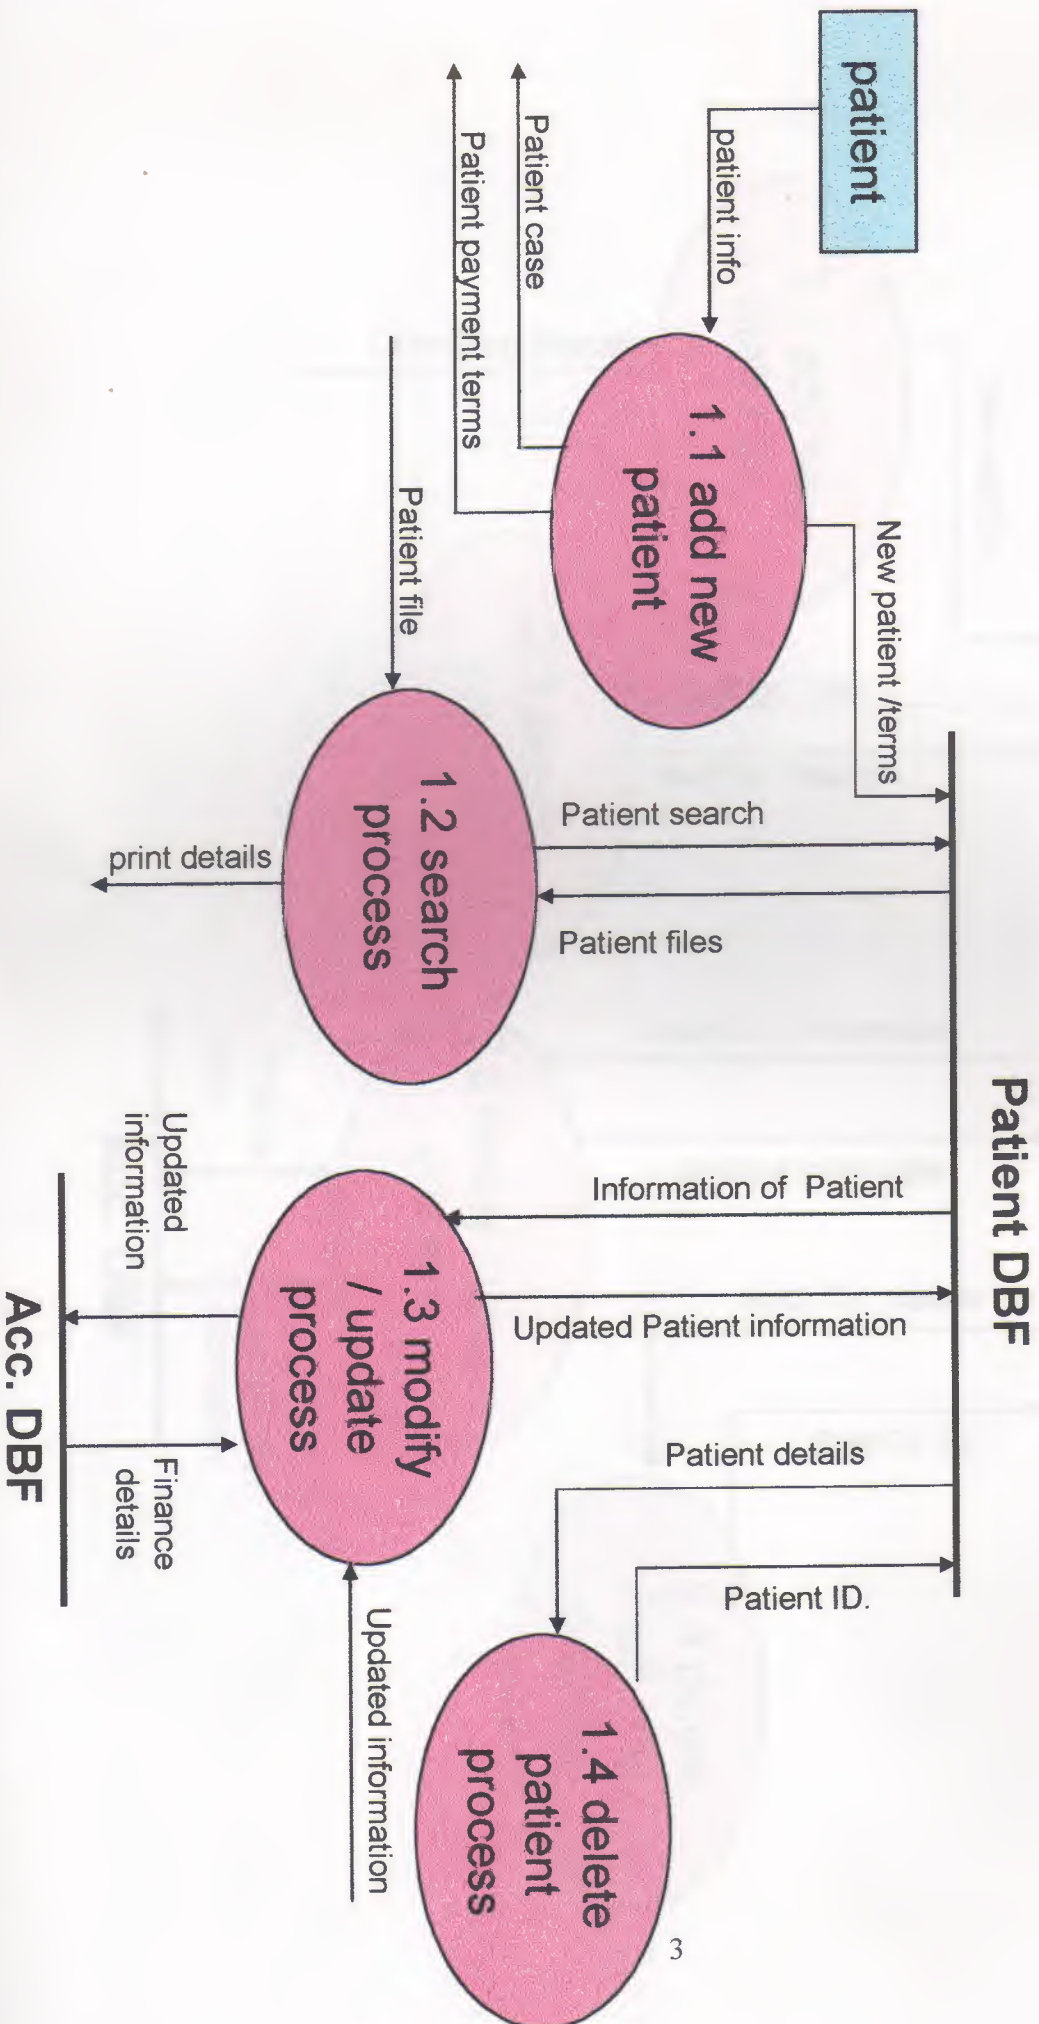 patient
patient info
Patient case
Patient payment terms
1.1 add new
patient
New patient /terms
Patient DBF
Patient file
1.2 search
process
Patient search
Patient files
print details
Information of  Patient
Updated Patient information
1.3 modify
/ update
process
Updated
information
Finance
details
Acc. DBF
Updated information
Patient details
Patient ID.
1.4 delete
patient
process
3